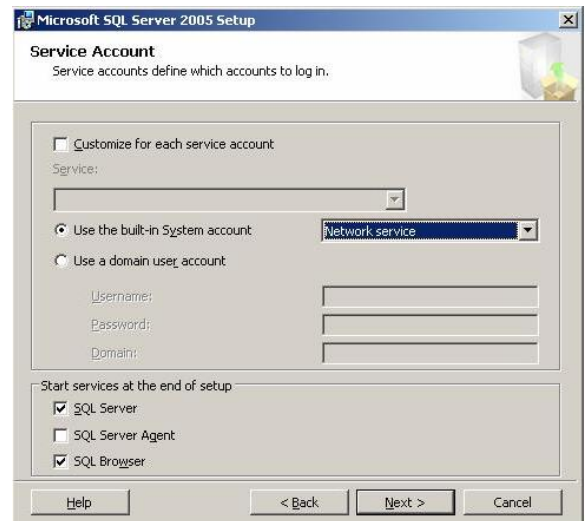 Microsoft SQL Server 2005 Setup
Service Account
Service accounts define which accounts to log in.
Customize for each service account
Service:
Use the built-in System account
Network service
Use a domain user account
Username:
Password:
Domain:
Start services at the end of setup
SQL Server
SQL Server Agent
SQL Browser
Help
< Back
Next >
Cancel